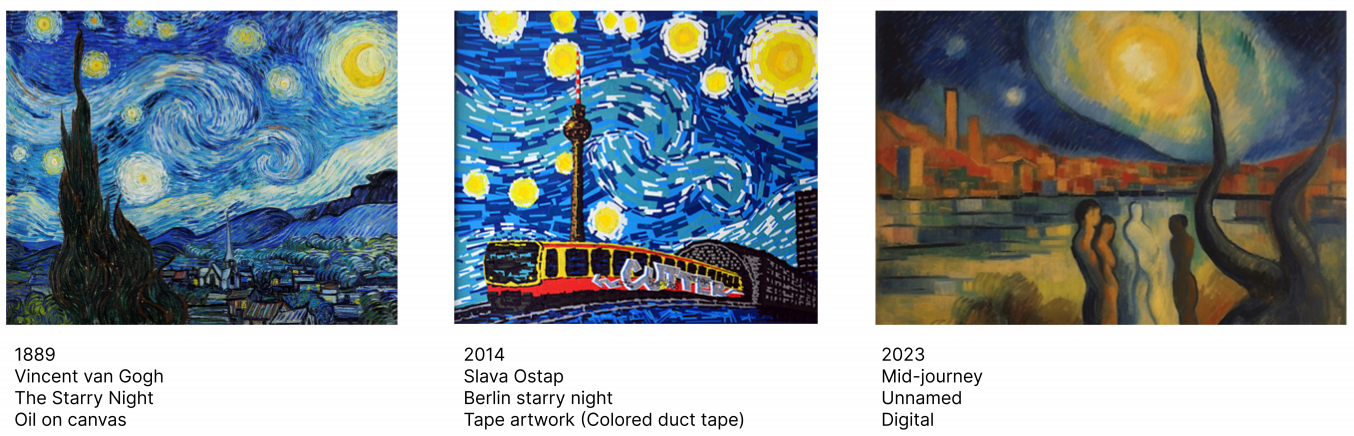 CUTTER
1889
Vincent van Gogh
The Starry Night
Oil on canvas
2014
Slava Ostap
Berlin starry night
Tape artwork (Colored duct tape)
2023
Mid-journey
Unnamed
Digital